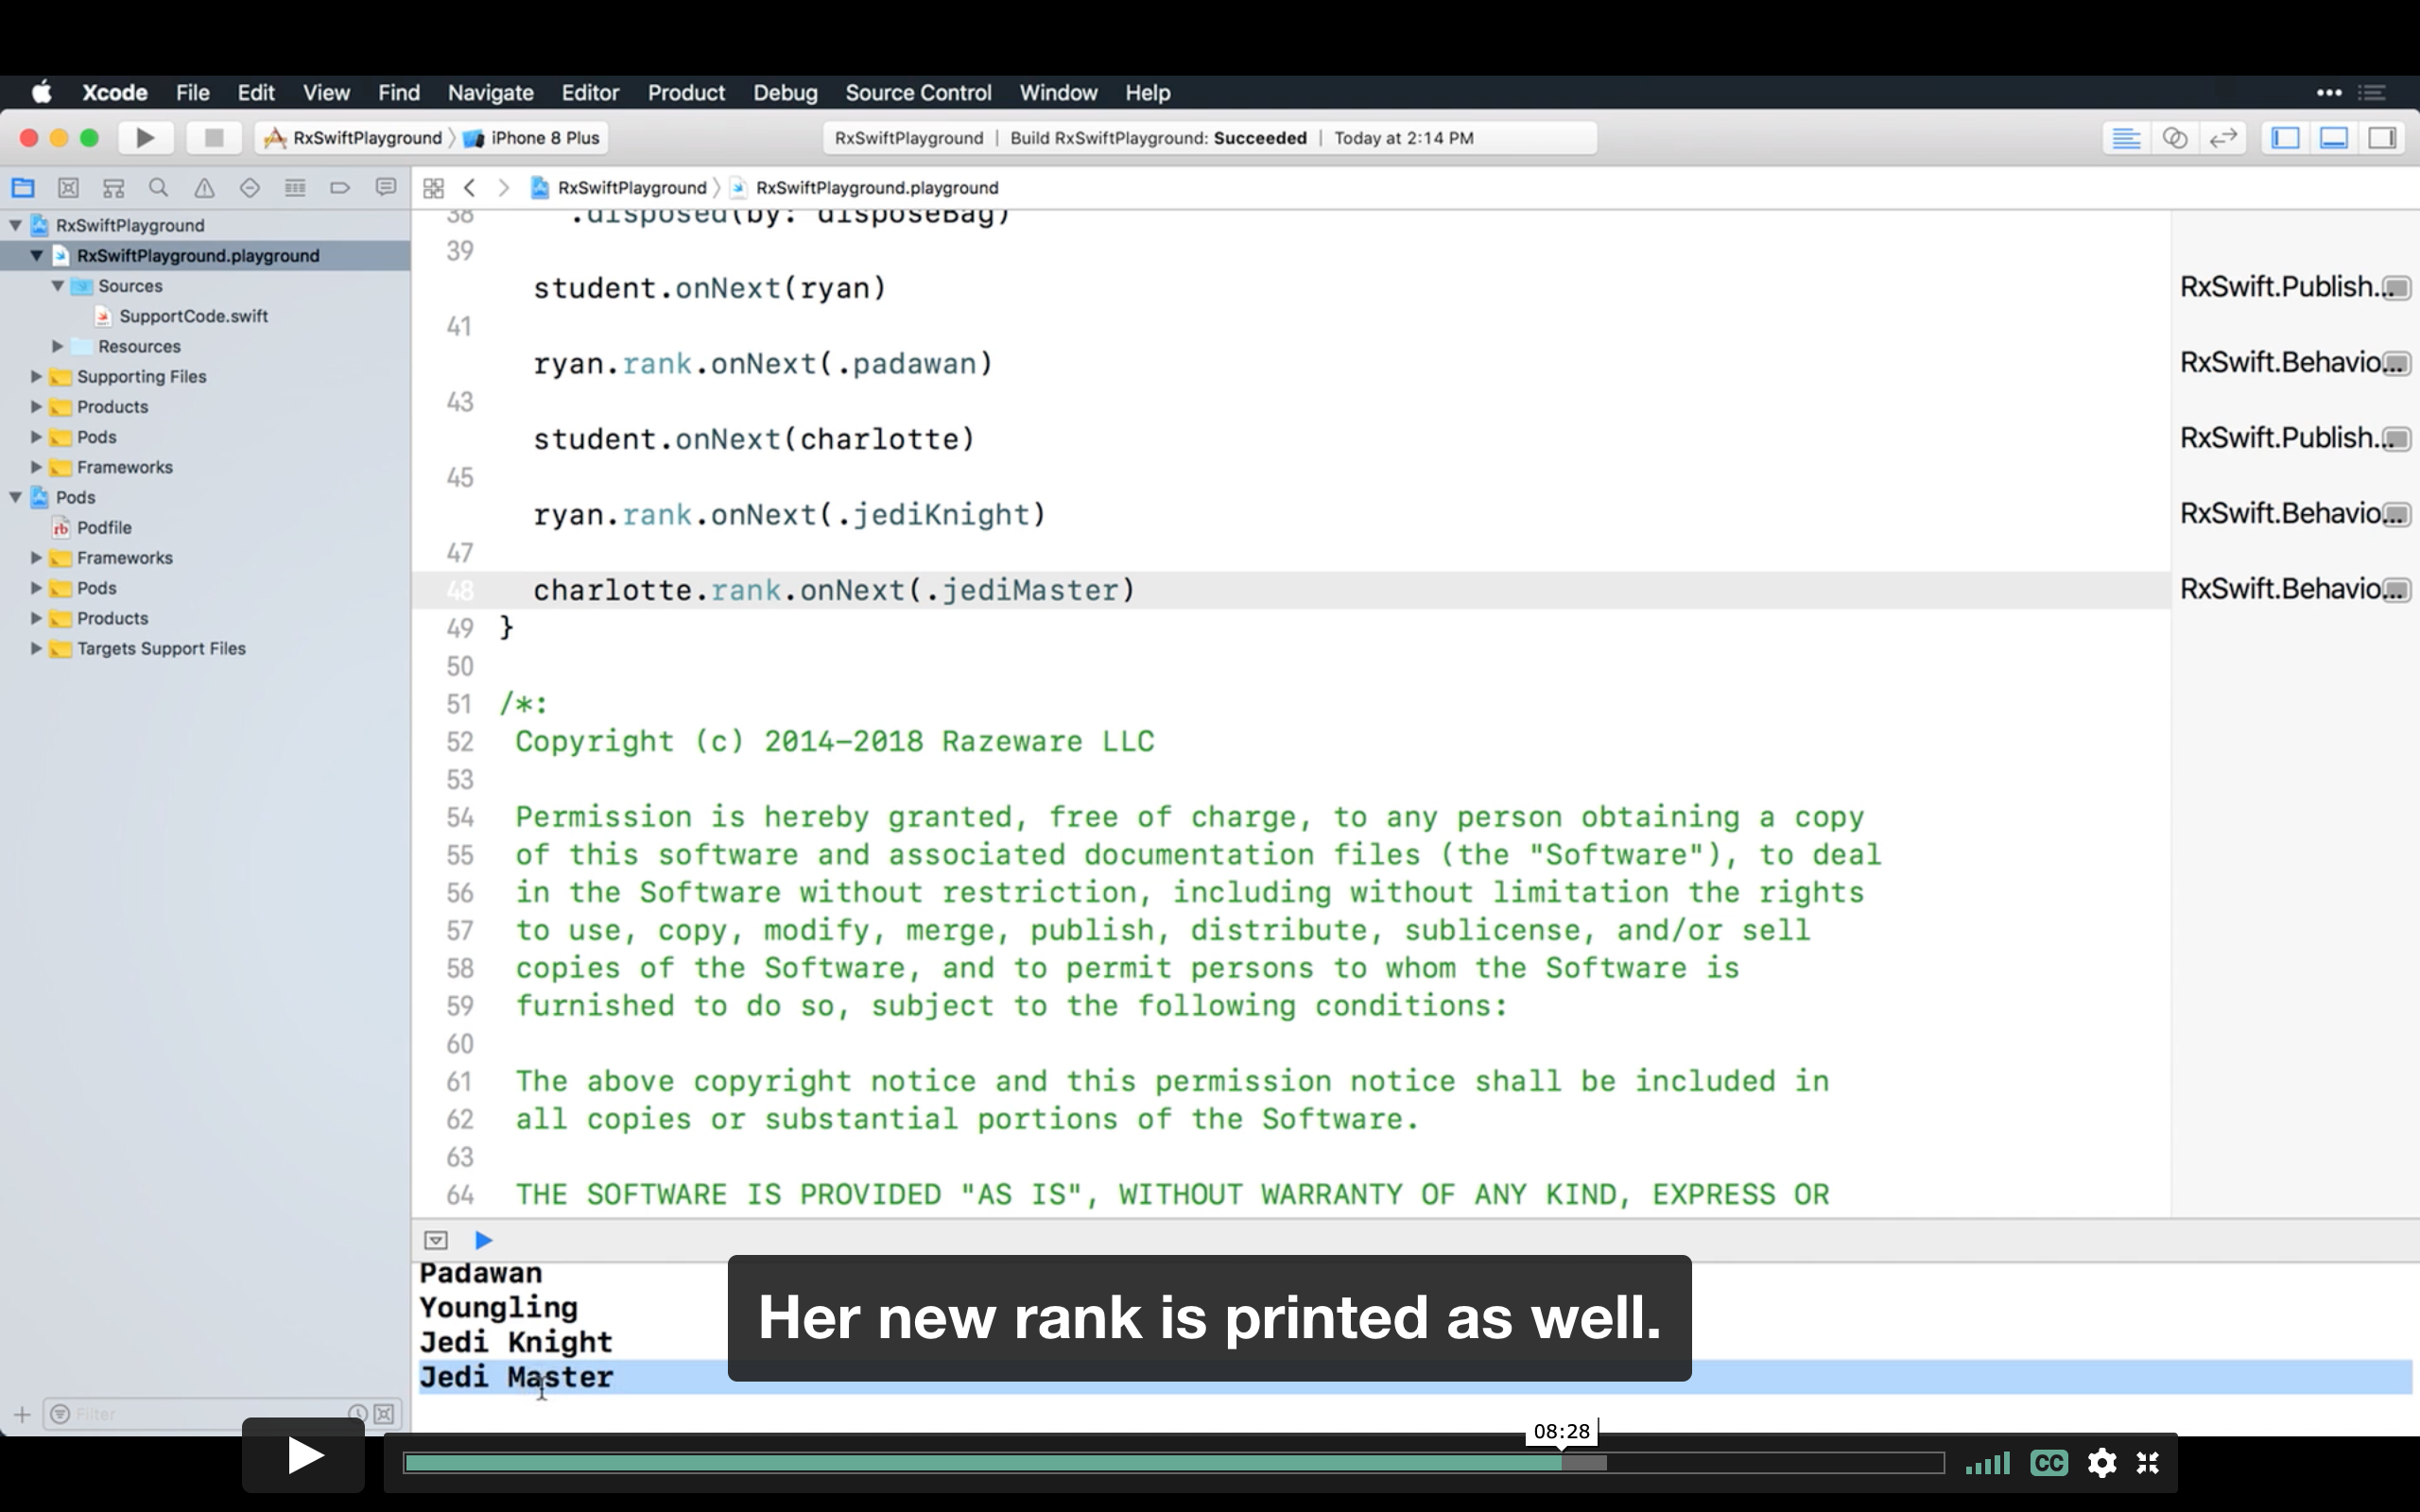 Xcode File Edit View Find Navigate Editor Product Debug Source Control Window Help
RxSwiftPlayground iPhone 8 Plus
RxSwiftPlayground | Build RxSwiftPlayground: Succeeded | Today at 2:14 PM
RxSwiftPlayground RxSwiftPlayground.playground
RxSwiftPlayground
RxSwiftPlayground.playground
Sources
SupportCode.swift
Resources
Supporting Files
Products
Pods
Frameworks
Pods
Podfile
Frameworks
Pods
Products
Targets Support Files
Filter
38 .disposed(by: disposeBag)
39
student.onNext(ryan) RxSwift.Publish...
41
ryan.rank.onNext(.padawan) RxSwift.Behavio...
43
student.onNext(charlotte) RxSwift.Publish...
45
ryan.rank.onNext(.jediKnight) RxSwift.Behavio...
47
48 charlotte.rank.onNext(.jediMaster) RxSwift.Behavio...
49 }
50
51 /*:
52 Copyright (c) 2014-2018 Razeware LLC
53
54 Permission is hereby granted, free of charge, to any person obtaining a copy
55 of this software and associated documentation files (the "Software"), to deal
56 in the Software without restriction, including without limitation the rights
57 to use, copy, modify, merge, publish, distribute, sublicense, and/or sell
58 copies of the Software, and to permit persons to whom the Software is
59 furnished to do so, subject to the following conditions:
60
61 The above copyright notice and this permission notice shall be included in
62 all copies or substantial portions of the Software.
63
64 THE SOFTWARE IS PROVIDED "AS IS", WITHOUT WARRANTY OF ANY KIND, EXPRESS OR
Padawan
Youngling
Jedi Knight
Jedi Master
Her new rank is printed as well.
08:28
CC